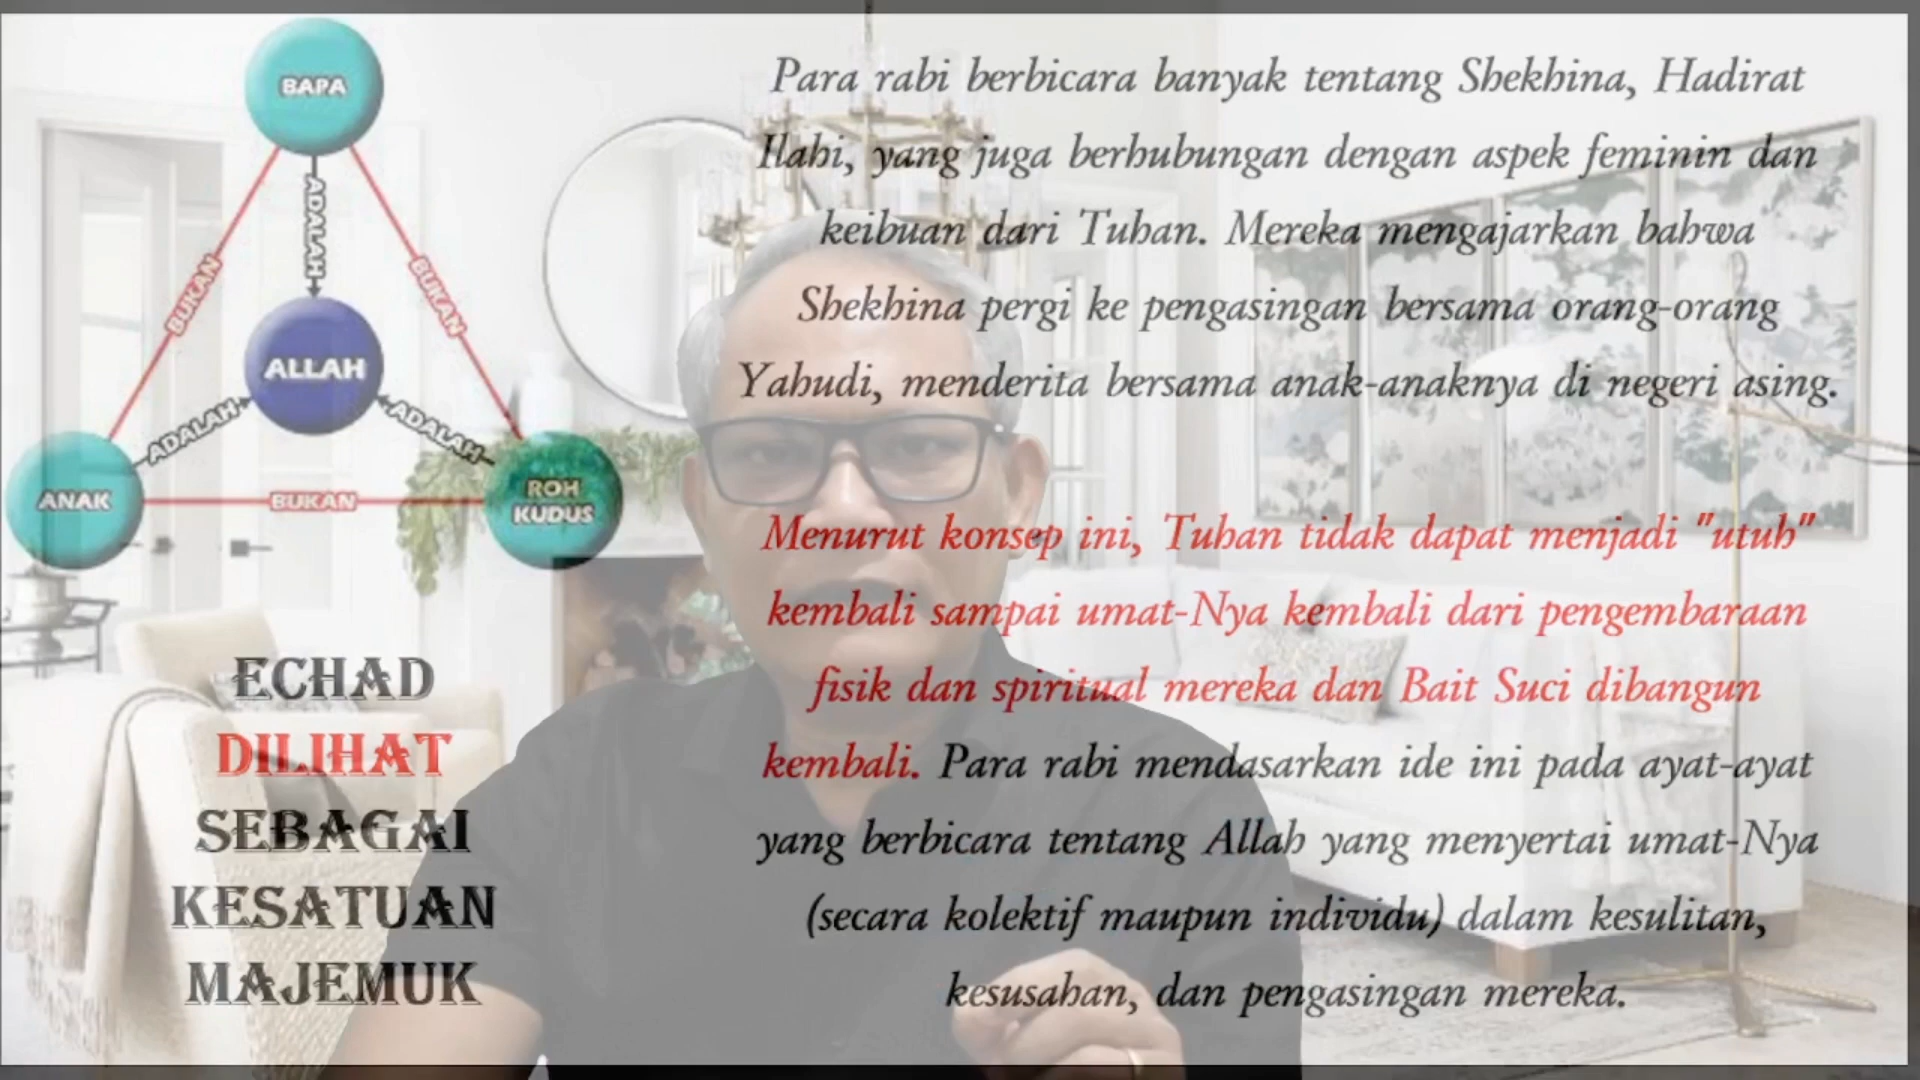 BAPA
ADALAH
BUKAN
BUKAN
ALLAH
ADALAH
ADALAH
ANAK
BUKAN
ROH
KUDUS
ECHAD
DILIHAT
SEBAGAI
KESATUAN
MAJEMUK
Para rabi berbicara banyak tentang Shekhina, Hadirat
Ilahi, yang juga berhubungan dengan aspek feminin dan
keibuan dari Tuhan. Mereka mengajarkan bahwa
Shekhina pergi ke pengasingan bersama orang-orang
Yahudi, menderita bersama anak-anaknya di negeri asing.
Menurut konsep ini, Tuhan tidak dapat menjadi "utuh"
kembali sampai umat-Nya kembali dari pengembaraan
fisik dan spiritual mereka dan Bait Suci dibangun
kembali. Para rabi mendasarkan ide ini pada ayat-ayat
yang berbicara tentang Allah yang menyertai umat-Nya
(secara kolektif maupun individu) dalam kesulitan,
kesusahan, dan pengasingan mereka.